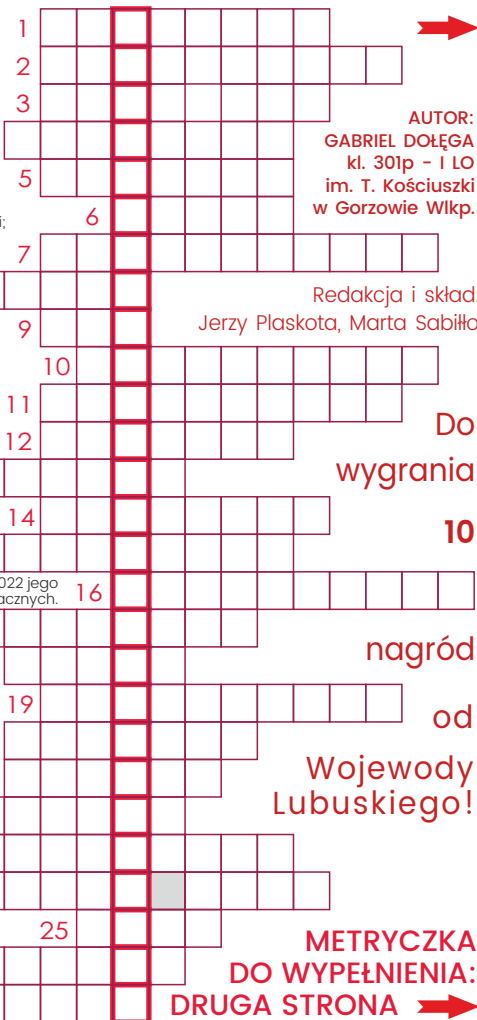 1
2
3
AUTOR:
GABRIEL DOŁĘGA
kl. 301p - I LO
im. T. Kościuszki
w Gorzowie Wlkp.
5
6
7
Redakcja i skład
Jerzy Plaskota, Marta Sabiłło
9
10
11
Do
12
wygrania
14
10
022 jego
16
nagród
19
od
Wojewody
Lubuskiego!
25
METRYCZKA
DO WYPEŁNIENIA:
DRUGA STRONA